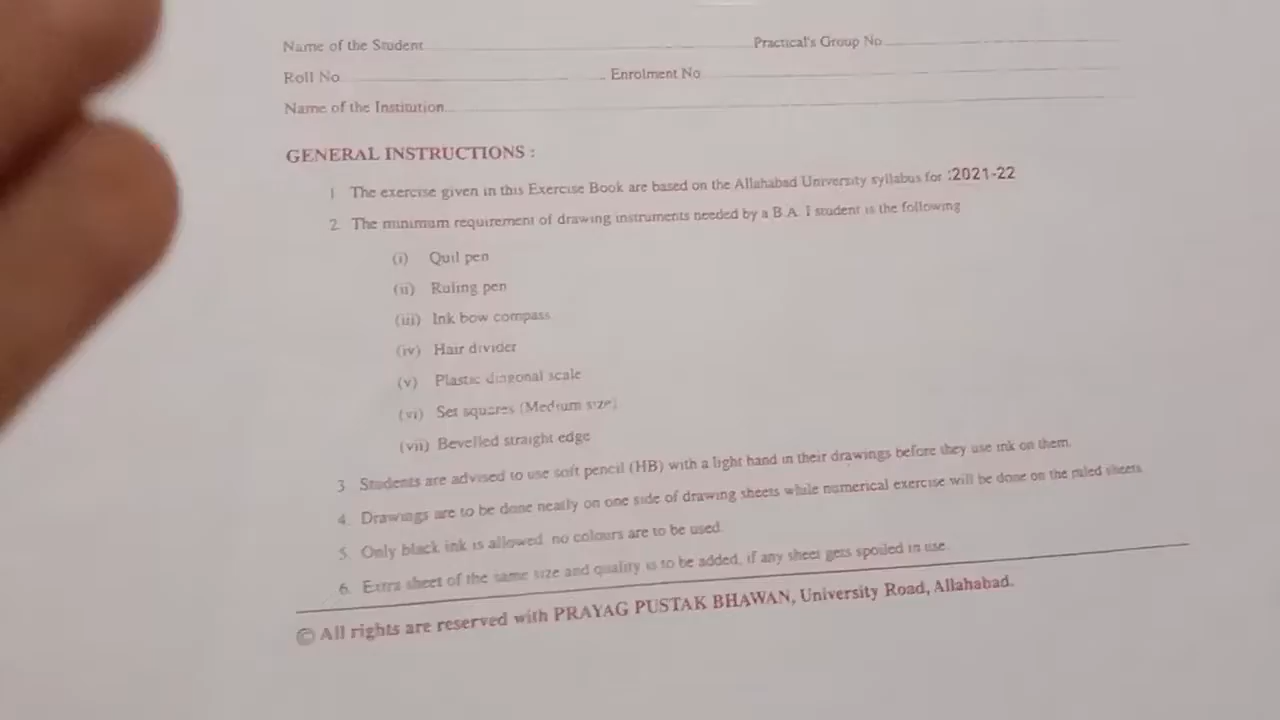 Name of the Student Practical's Group No
Roll No Enrolment No
Name of the Institution
GENERAL INSTRUCTIONS :
1 The exercise given in this Exercise Book are based on the Allahabad University syllabus for :2021-22
2. The minimum requirement of drawing instruments needed by a B.A. I student is the following
(i) Quil pen
(ii) Ruling pen
(iii) Ink bow compass
(iv) Hair divider
(v) Plastic diagonal scale
(vi) Set squares (Medium size)
(vii) Bevelled straight edge
3 Students are advised to use soft pencil (HB) with a light hand in their drawings before they use ink on them.
4. Drawings are to be done neatly on one side of drawing sheets while numerical exercise will be done on the ruled sheets
5. Only black ink is allowed no colours are to be used.
6. Extra sheet of the same size and quality is to be added, if any sheet gets spoiled in use.
© All rights are reserved with PRAYAG PUSTAK BHAWAN, University Road, Allahabad.